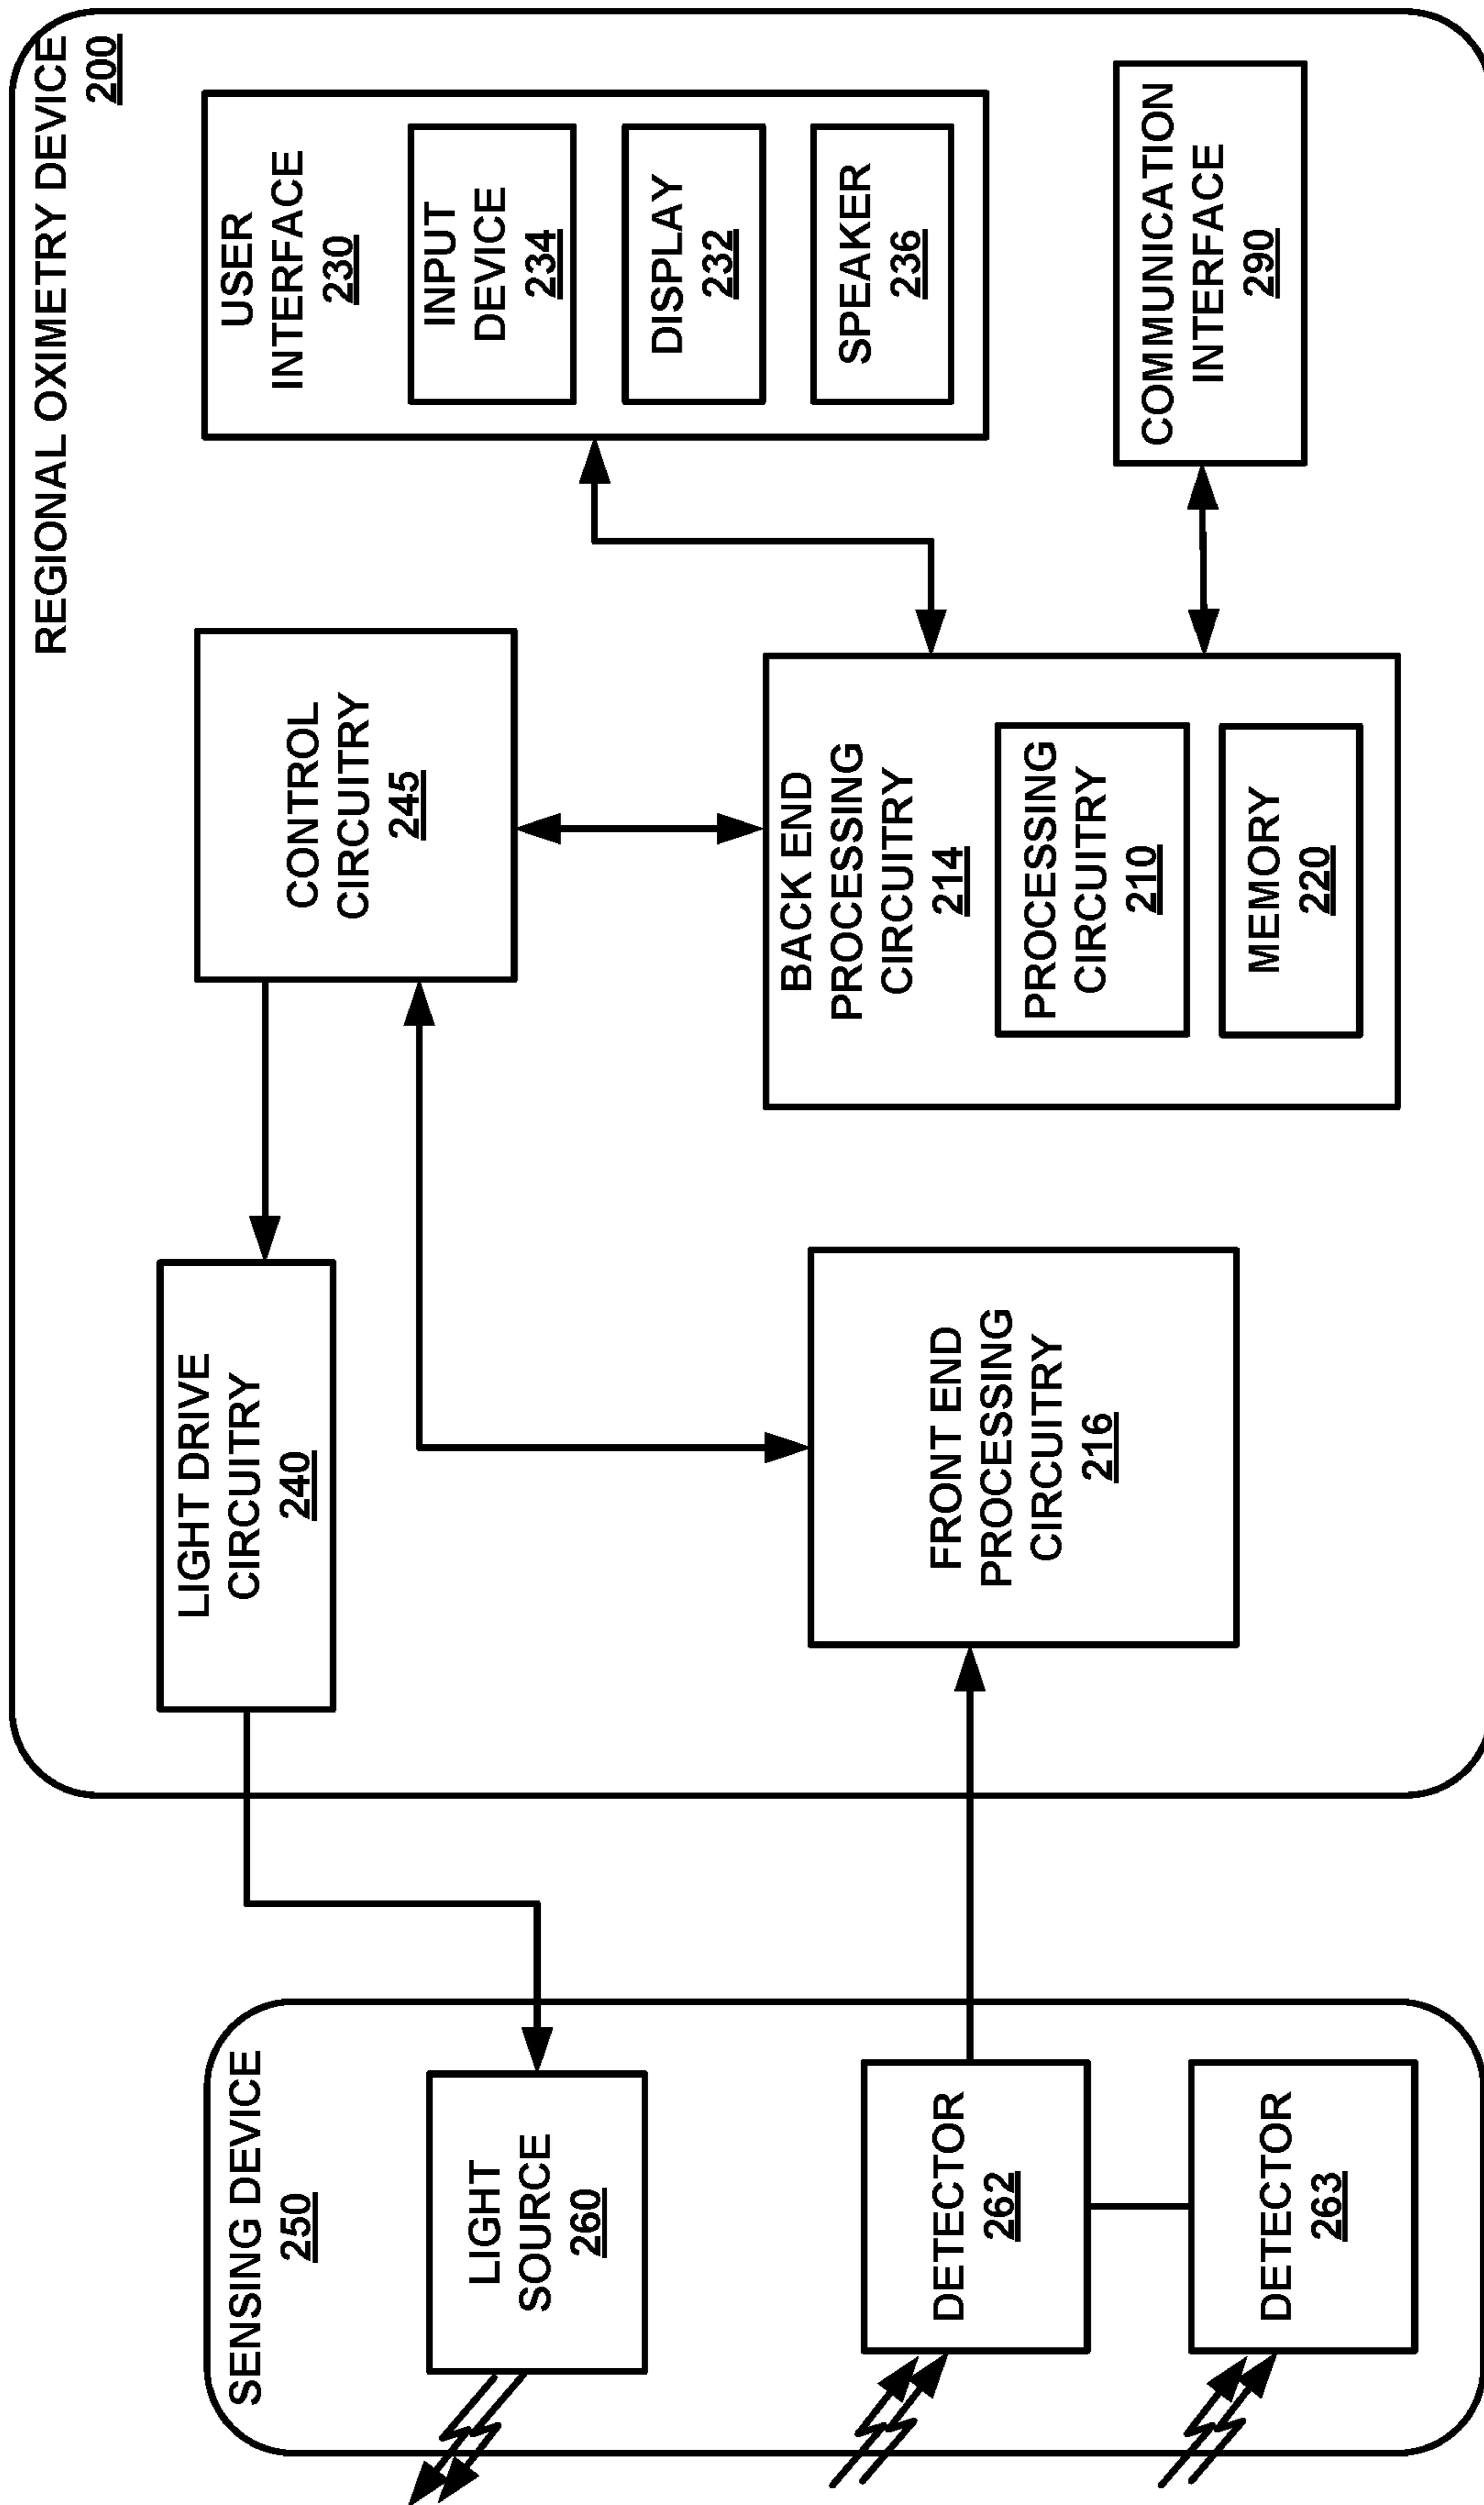 REGIONAL OXIMETRY DEVICE
200
SENSING DEVICE
250
LIGHT
SOURCE
260
DETECTOR
262
DETECTOR
263
LIGHT DRIVE
CIRCUITRY
240
FRONT END
PROCESSING
CIRCUITRY
216
CONTROL
CIRCUITRY
245
BACK END
PROCESSING
CIRCUITRY
214
PROCESSING
CIRCUITRY
210
MEMORY
220
USER
INTERFACE
230
INPUT
DEVICE
234
DISPLAY
232
SPEAKER
236
COMMUNICATION
INTERFACE
290